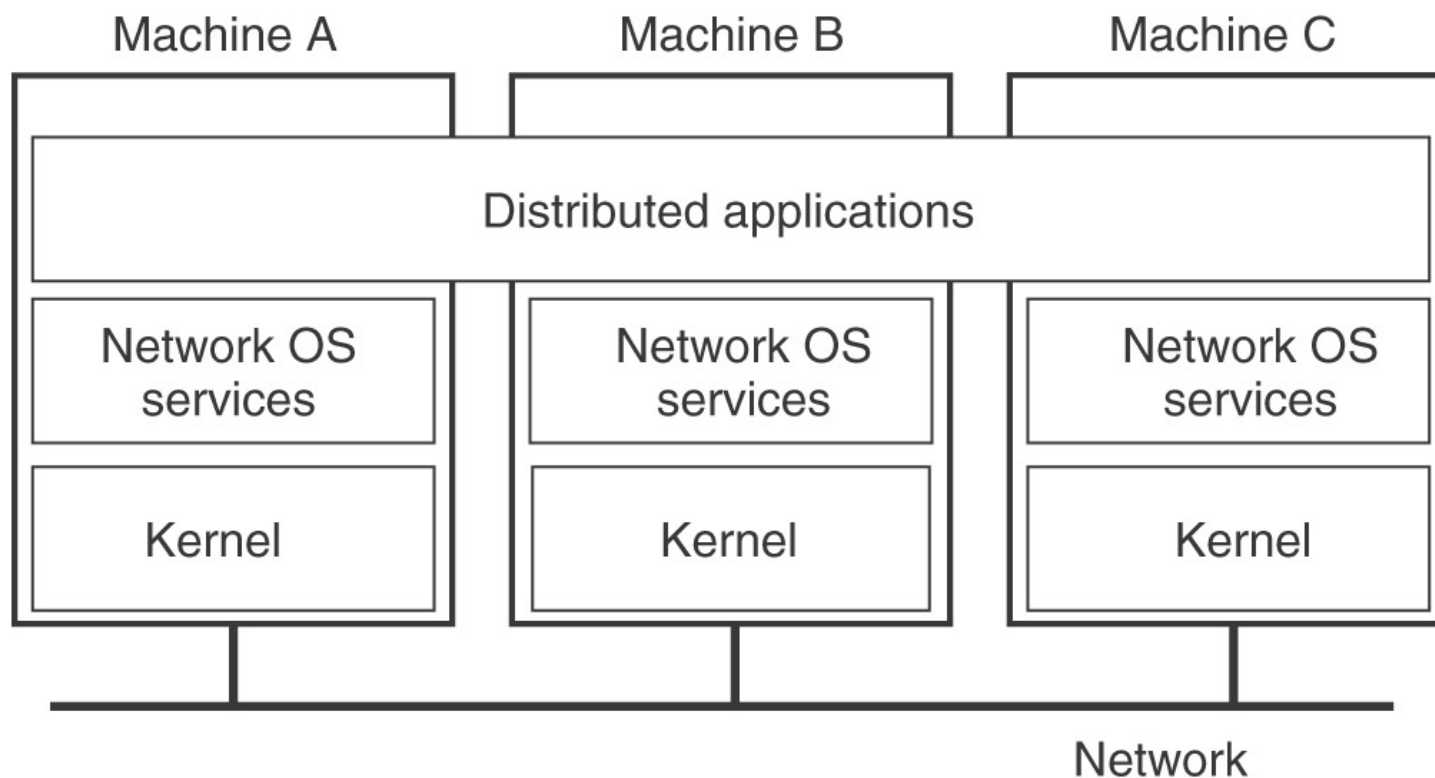 Machine A
Machine B
Machine C
Distributed applications
Network OS
services
Network OS
services
Network OS
services
Kernel
Kernel
Kernel
Network